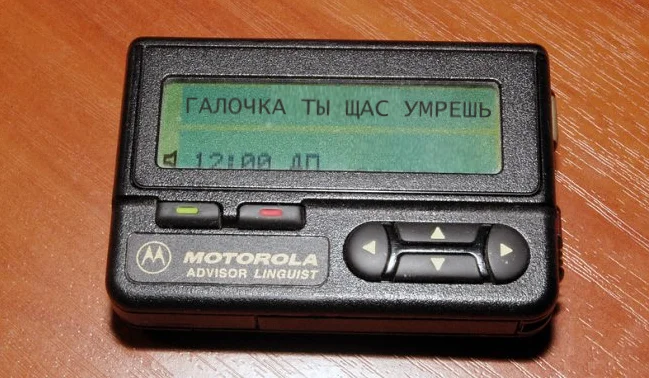 ГАЛОЧКА ТЫ ЩАС УМРЕШЬ
12:00 ДП
MOTOROLA
ADVISOR LINGUIST